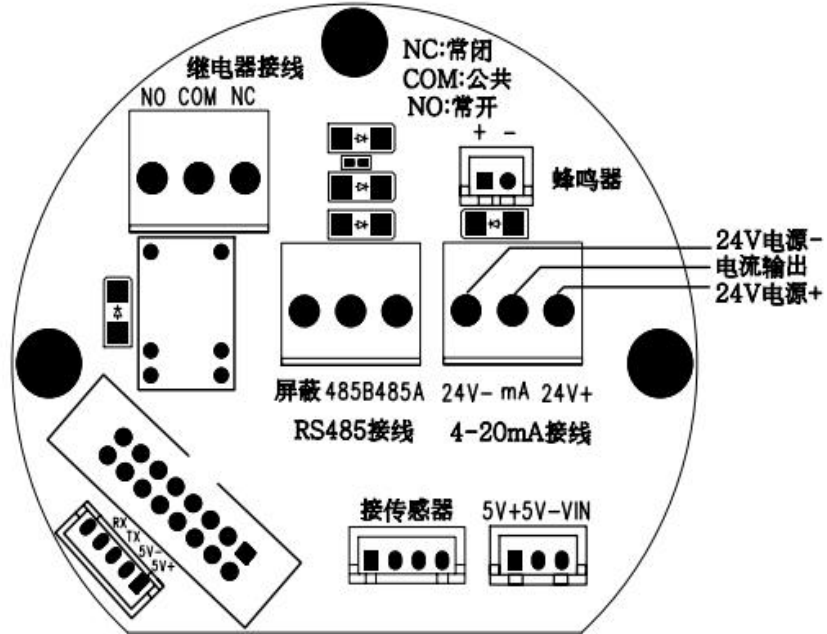 继电器接线
NO COM NC
NC:常闭
COM:公共
NO:常开
+ -
蜂鸣器
24V电源-
电流输出
24V电源+
屏蔽 485B485A
24V- mA 24V+
RS485接线
4-20mA接线
RX
TX
5V-
5V+
接传感器
5V+5V-VIN